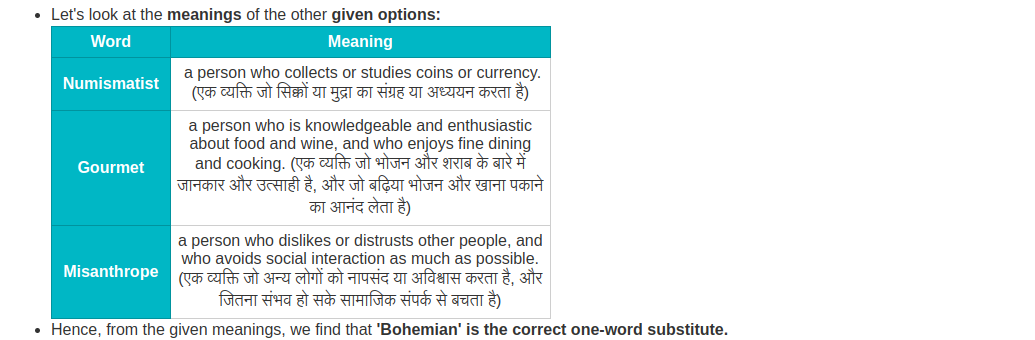 Let's look at the meanings of the other given options:
Word Meaning
Numismatist
a person who collects or studies coins or currency.
(एक व्यक्ति जो सिक्कों या मुद्रा का संग्रह या अध्ययन करता है)
Gourmet
a person who is knowledgeable and enthusiastic
about food and wine, and who enjoys fine dining
and cooking. (एक व्यक्ति जो भोजन और शराब के बारे में
जानकार और उत्साही है, और जो बढ़िया भोजन और खाना पकाने
का आनंद लेता है)
Misanthrope
a person who dislikes or distrusts other people, and
who avoids social interaction as much as possible.
(एक व्यक्ति जो अन्य लोगों को नापसंद या अविश्वास करता है, और
जितना संभव हो सके सामाजिक संपर्क से बचता है)
Hence, from the given meanings, we find that 'Bohemian' is the correct one-word substitute.